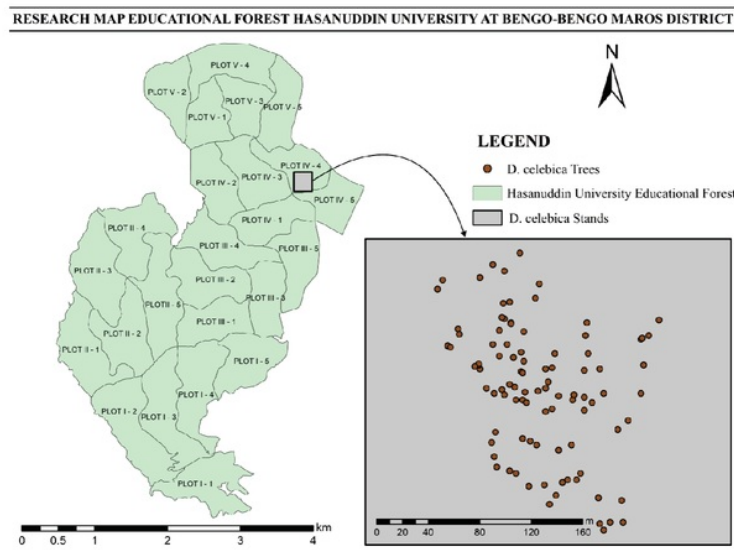 RESEARCH MAP EDUCATIONAL FOREST HASANUDDIN UNIVERSITY AT BENGO-BENGO MAROS DISTRICT
N
PLOT V - 4
PLOT V - 2
PLOT V - 3
PLOT V - 5
PLOT V - 1
PLOT IV - 4
PLOT IV - 3
PLOT IV - 2
PLOT IV - 5
PLOT IV - 1
PLOT II - 4
PLOT III - 4
PLOT III - 5
PLOT II - 3
PLOT III - 2
PLOT III - 3
PLOT II - 5
PLOT III - 1
PLOT II - 2
PLOT II - 1
PLOT I - 5
PLOT I - 4
PLOT I - 2
PLOT I - 3
PLOT I - 1
LEGEND
D. celebica Trees
Hasanuddin University Educational Forest
D. celebica Stands
km
0 0.5 1 2 3 4
m
0 20 40 80 120 160